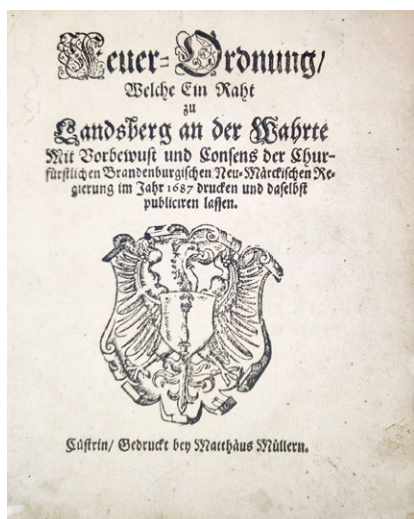 Feuer-Ordnung/
Welche Ein Raht
zu
Landsberg an der Wahrte
Mit Vorbewust und Consens der Chur-
fürstlichen Brandenburgischen Neu-Märckischen Re-
gierung im Jahr 1687 drucken und daselbst
publiciren lassen.
Cüstrin/ Gedruckt bey Matthäus Müllern.